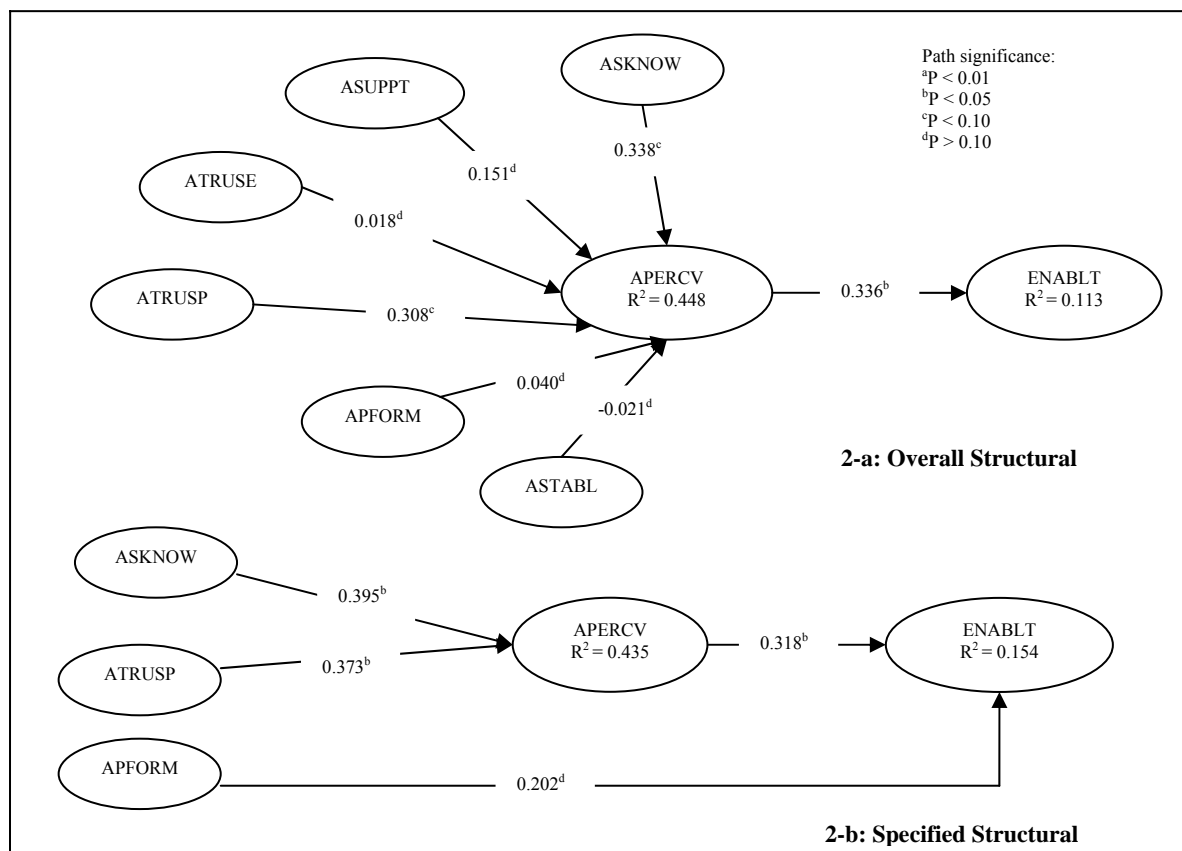 ASKNOW
Path significance:
ᵃP < 0.01
ᵇP < 0.05
ᶜP < 0.10
ᵈP > 0.10
ASUPPT
0.338ᶜ
0.151ᵈ
ATRUSE
0.018ᵈ
APERCV
R² = 0.448
0.336ᵇ
ENABLT
R² = 0.113
ATRUSP
0.308ᶜ
0.040ᵈ
-0.021ᵈ
APFORM
2-a: Overall Structural
ASTABL
ASKNOW
0.395ᵇ
APERCV
R² = 0.435
0.318ᵇ
ENABLT
R² = 0.154
ATRUSP
0.373ᵇ
APFORM
0.202ᵈ
2-b: Specified Structural